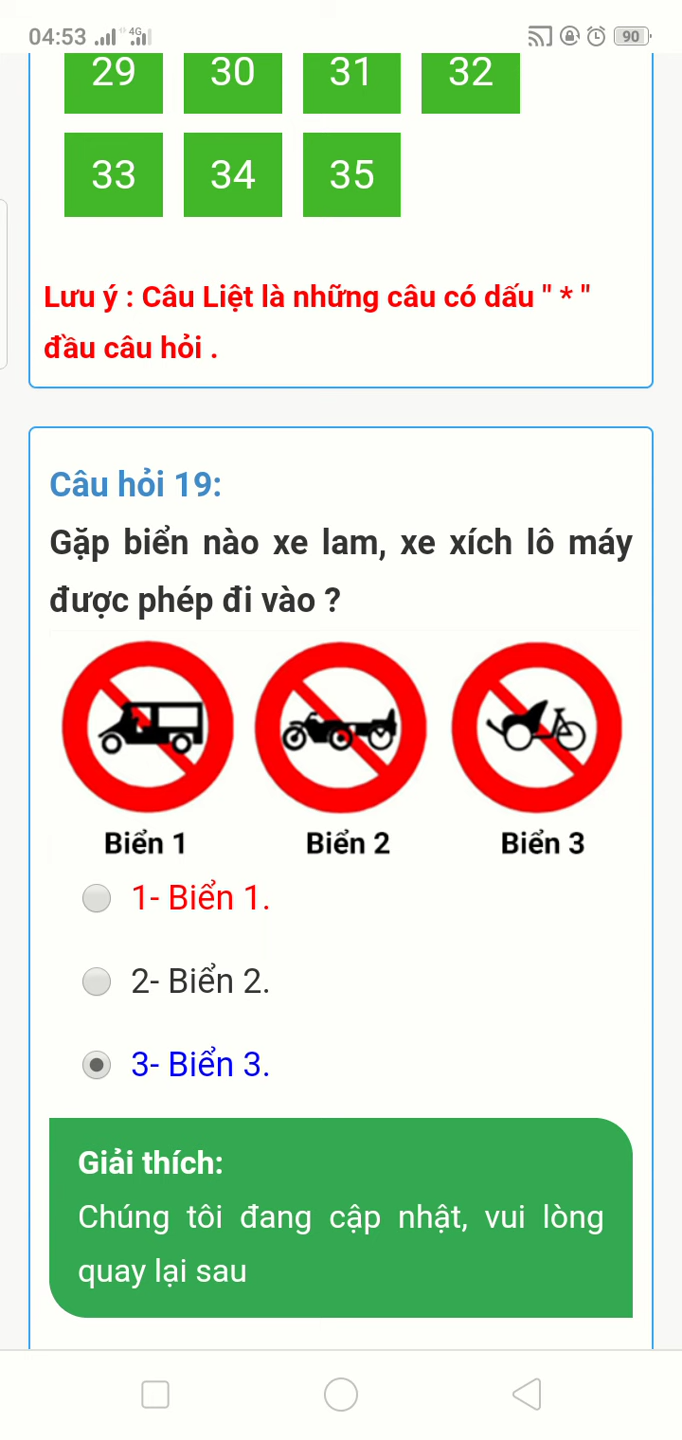 04:53 4G 90
29 30 31 32
33 34 35
Lưu ý : Câu Liệt là những câu có dấu " * "
đầu câu hỏi .
Câu hỏi 19:
Gặp biển nào xe lam, xe xích lô máy
được phép đi vào ?
Biển 1 Biển 2 Biển 3
1- Biển 1.
2- Biển 2.
3- Biển 3.
Giải thích:
Chúng tôi đang cập nhật, vui lòng
quay lại sau